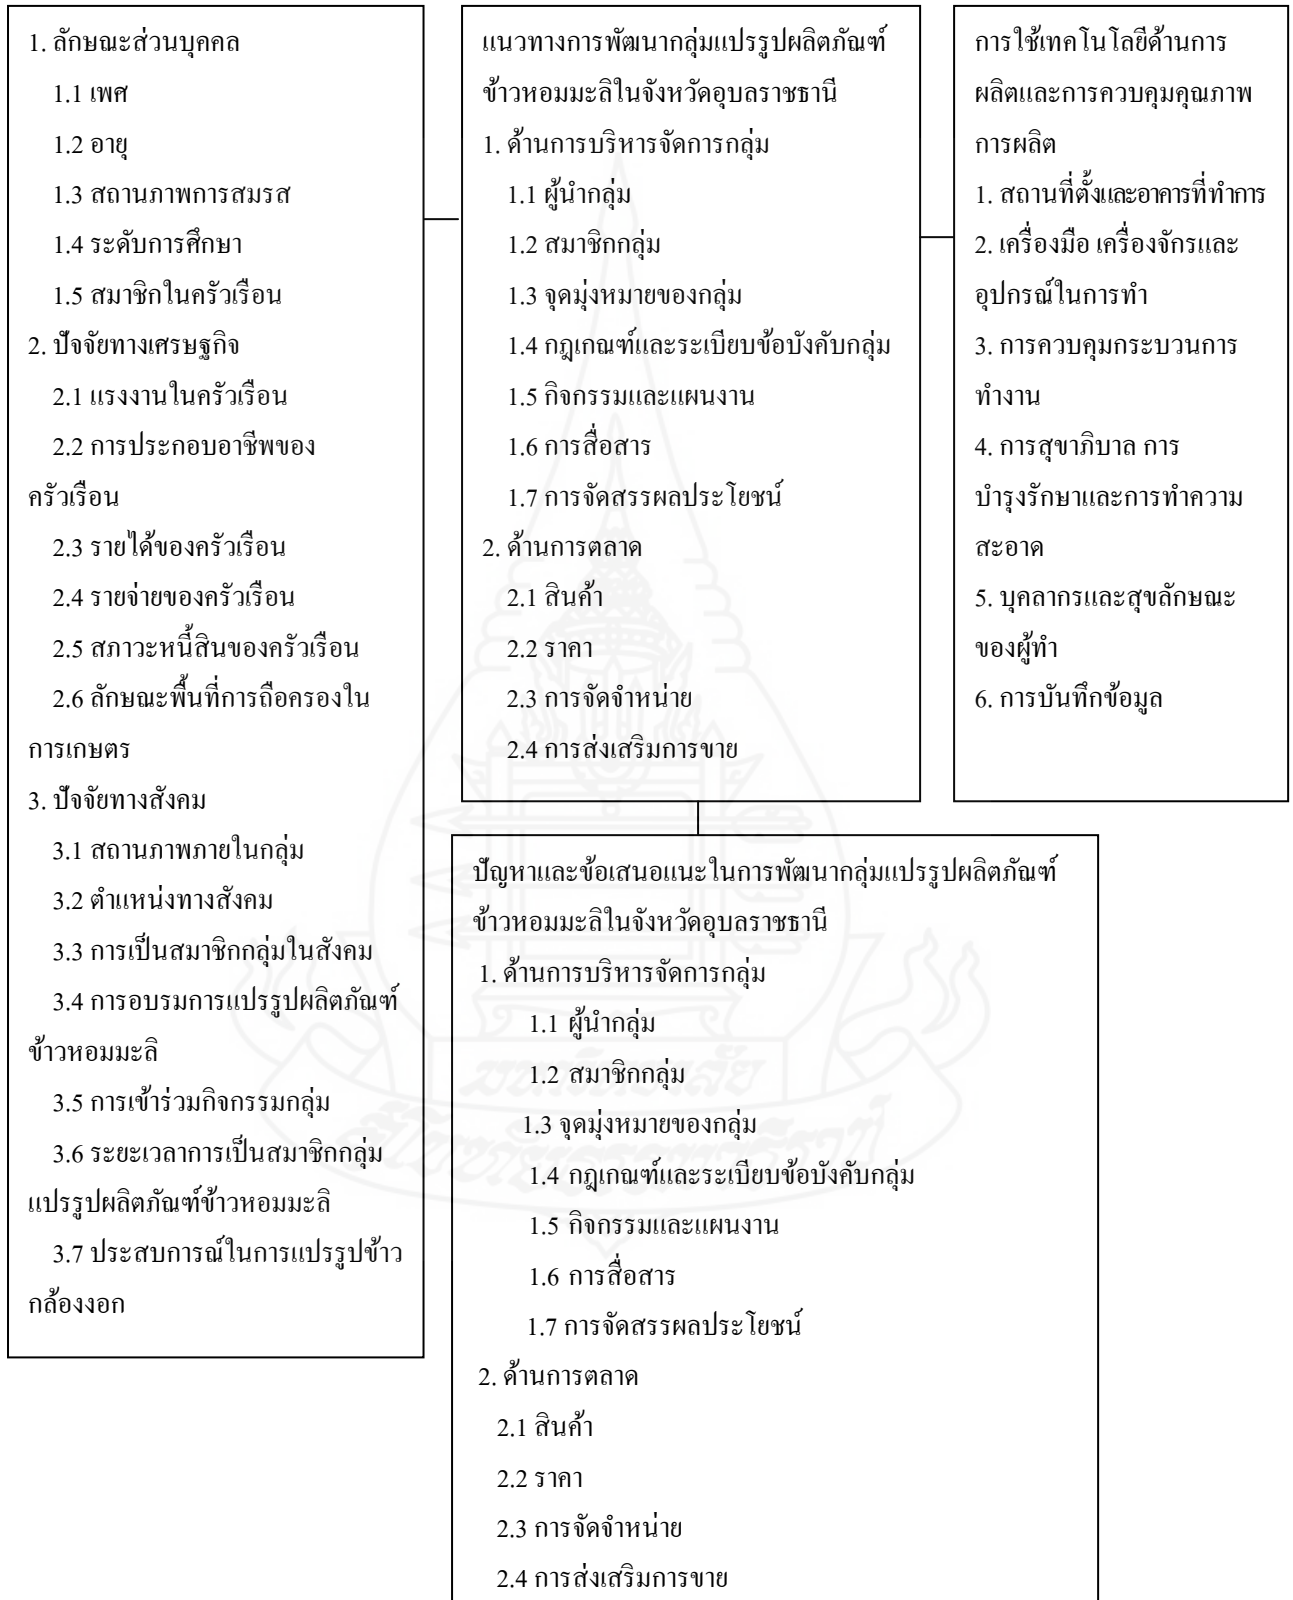 1. ลักษณะส่วนบุคคล
1.1 เพศ
1.2 อายุ
1.3 สถานภาพการสมรส
1.4 ระดับการศึกษา
1.5 สมาชิกในครัวเรือน
2. ปัจจัยทางเศรษฐกิจ
2.1 แรงงานในครัวเรือน
2.2 การประกอบอาชีพของ
ครัวเรือน
2.3 รายได้ของครัวเรือน
2.4 รายจ่ายของครัวเรือน
2.5 สภาวะหนี้สินของครัวเรือน
2.6 ลักษณะพื้นที่การถือครองใน
การเกษตร
3. ปัจจัยทางสังคม
3.1 สถานภาพภายในกลุ่ม
3.2 ตำแหน่งทางสังคม
3.3 การเป็นสมาชิกกลุ่มในสังคม
3.4 การอบรมการแปรรูปผลิตภัณฑ์
ข้าวหอมมะลิ
3.5 การเข้าร่วมกิจกรรมกลุ่ม
3.6 ระยะเวลาการเป็นสมาชิกกลุ่ม
แปรรูปผลิตภัณฑ์ข้าวหอมมะลิ
3.7 ประสบการณ์ในการแปรรูปข้าว
กล้องงอก
แนวทางการพัฒนากลุ่มแปรรูปผลิตภัณฑ์
ข้าวหอมมะลิในจังหวัดอุบลราชธานี
1. ด้านการบริหารจัดการกลุ่ม
1.1 ผู้นำกลุ่ม
1.2 สมาชิกกลุ่ม
1.3 จุดมุ่งหมายของกลุ่ม
1.4 กฎเกณฑ์และระเบียบข้อบังคับกลุ่ม
1.5 กิจกรรมและแผนงาน
1.6 การสื่อสาร
1.7 การจัดสรรผลประโยชน์
2. ด้านการตลาด
2.1 สินค้า
2.2 ราคา
2.3 การจัดจำหน่าย
2.4 การส่งเสริมการขาย
การใช้เทคโนโลยีด้านการ
ผลิตและการควบคุมคุณภาพ
การผลิต
1. สถานที่ตั้งและอาคารที่ทำการ
2. เครื่องมือ เครื่องจักรและ
อุปกรณ์ในการทำ
3. การควบคุมกระบวนการ
ทำงาน
4. การสุขาภิบาล การ
บำรุงรักษาและการทำความ
สะอาด
5. บุคลากรและสุขลักษณะ
ของผู้ทำ
6. การบันทึกข้อมูล
ปัญหาและข้อเสนอแนะในการพัฒนากลุ่มแปรรูปผลิตภัณฑ์
ข้าวหอมมะลิในจังหวัดอุบลราชธานี
1. ด้านการบริหารจัดการกลุ่ม
1.1 ผู้นำกลุ่ม
1.2 สมาชิกกลุ่ม
1.3 จุดมุ่งหมายของกลุ่ม
1.4 กฎเกณฑ์และระเบียบข้อบังคับกลุ่ม
1.5 กิจกรรมและแผนงาน
1.6 การสื่อสาร
1.7 การจัดสรรผลประโยชน์
2. ด้านการตลาด
2.1 สินค้า
2.2 ราคา
2.3 การจัดจำหน่าย
2.4 การส่งเสริมการขาย